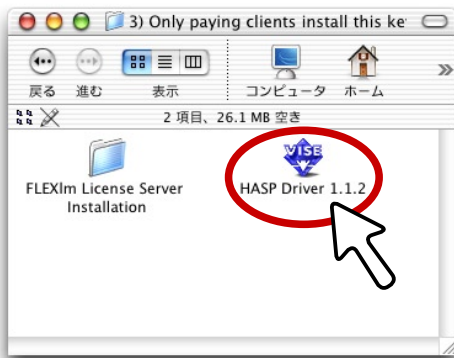 3) Only paying clients install this ke
戻る 進む 表示 コンピュータ ホーム
2 項目、26.1 MB 空き
VISE
FLEXlm License Server
Installation
HASP Driver 1.1.2